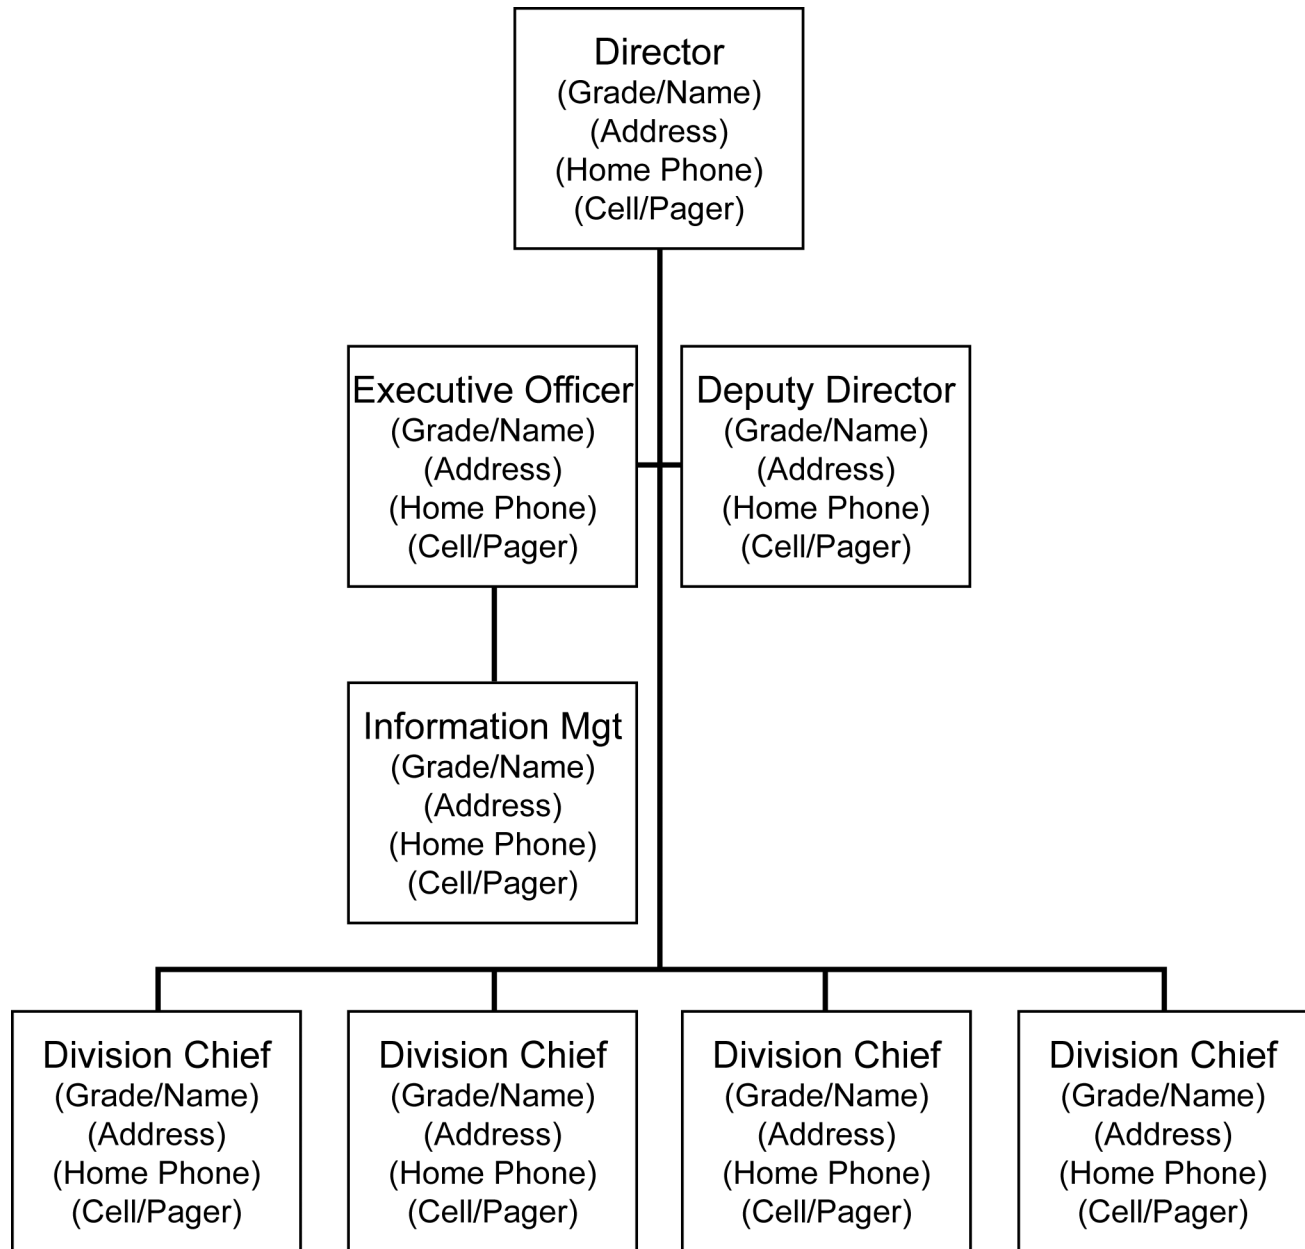 Director
(Grade/Name)
(Address)
(Home Phone)
(Cell/Pager)
Executive Officer
(Grade/Name)
(Address)
(Home Phone)
(Cell/Pager)
Deputy Director
(Grade/Name)
(Address)
(Home Phone)
(Cell/Pager)
Information Mgt
(Grade/Name)
(Address)
(Home Phone)
(Cell/Pager)
Division Chief
(Grade/Name)
(Address)
(Home Phone)
(Cell/Pager)
Division Chief
(Grade/Name)
(Address)
(Home Phone)
(Cell/Pager)
Division Chief
(Grade/Name)
(Address)
(Home Phone)
(Cell/Pager)
Division Chief
(Grade/Name)
(Address)
(Home Phone)
(Cell/Pager)